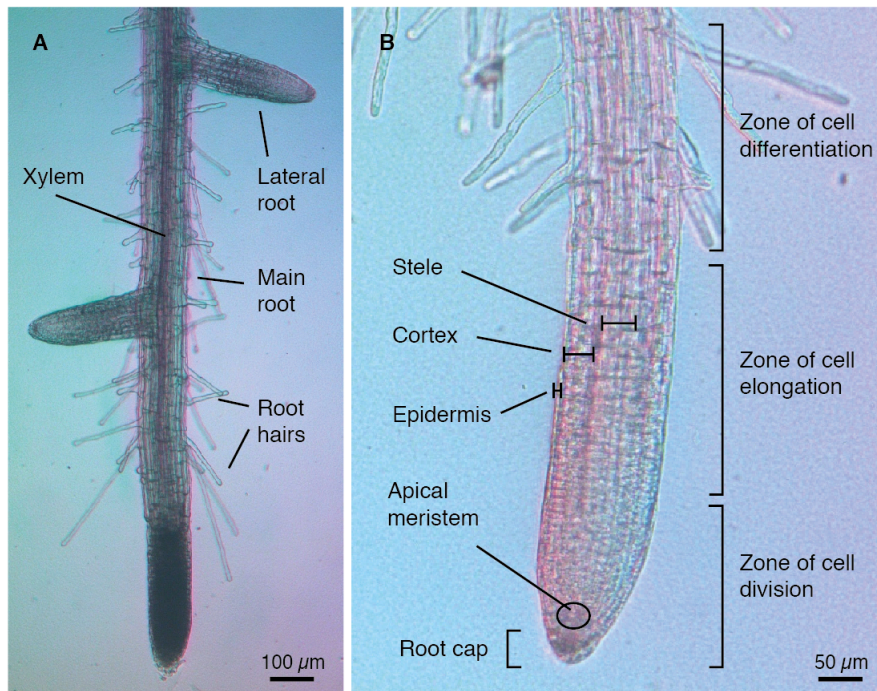 A
Xylem
Lateral
root
Main
root
Root
hairs
100 µm
B
Zone of cell
differentiation
Stele
Cortex
Epidermis
Zone of cell
elongation
Apical
meristem
Zone of cell
division
Root cap
50 µm